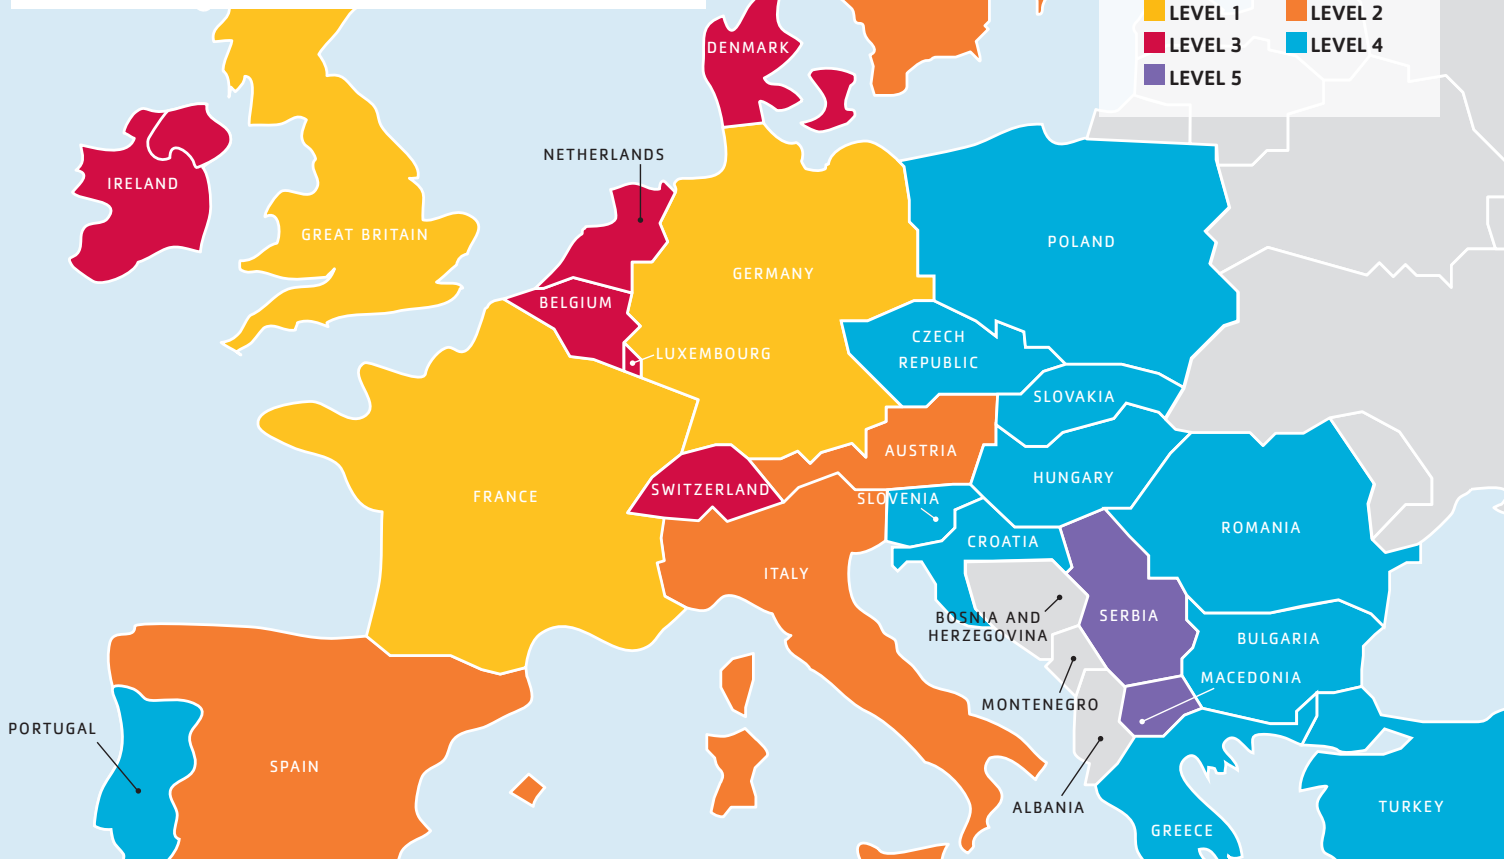 LEVEL 1
LEVEL 2
LEVEL 3
LEVEL 4
LEVEL 5
DENMARK
NETHERLANDS
IRELAND
GREAT BRITAIN
POLAND
GERMANY
BELGIUM
CZECH
REPUBLIC
LUXEMBOURG
SLOVAKIA
AUSTRIA
HUNGARY
SWITZERLAND
FRANCE
SLOVENIA
ROMANIA
CROATIA
ITALY
BOSNIA AND
HERZEGOVINA
SERBIA
BULGARIA
MACEDONIA
MONTENEGRO
PORTUGAL
SPAIN
ALBANIA
TURKEY
GREECE